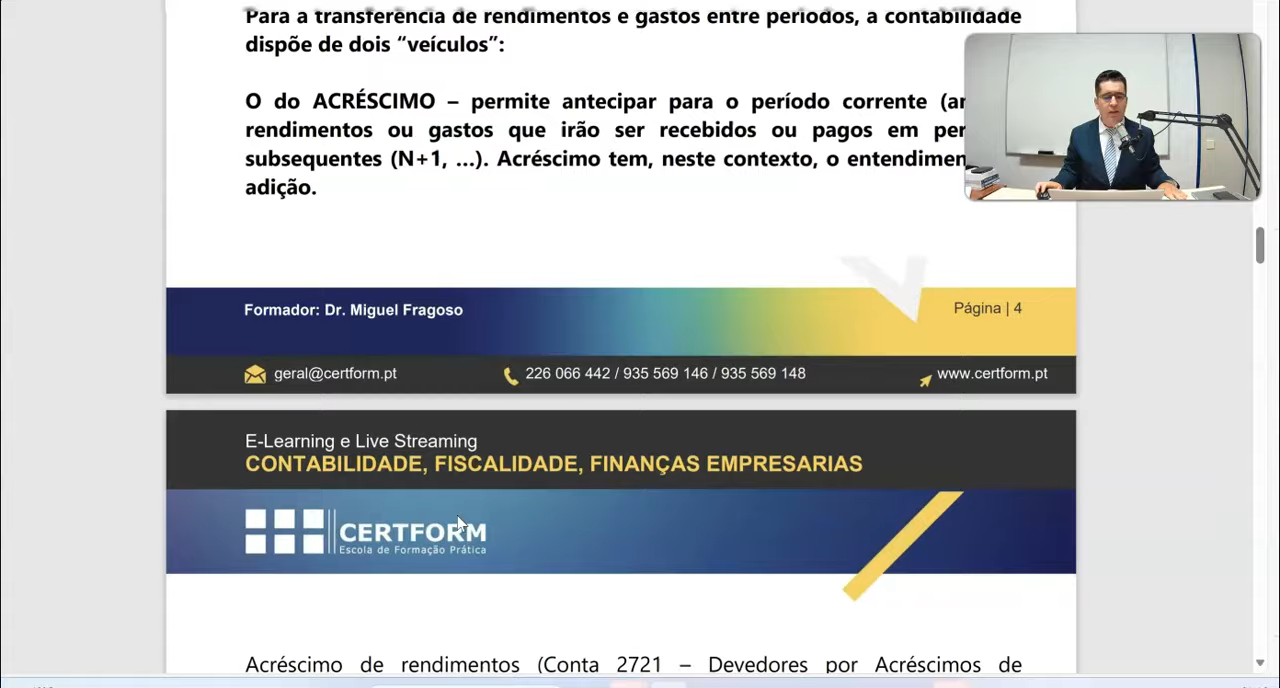 Para a transferência de rendimentos e gastos entre períodos, a contabilidade
dispõe de dois “veículos”:
O do ACRÉSCIMO – permite antecipar para o período corrente
rendimentos ou gastos que irão ser recebidos ou pagos em
subsequentes (N+1, ...). Acréscimo tem, neste contexto, o
adição.
Formador: Dr. Miguel Fragoso
Página | 4
geral@certform.pt
226 066 442 / 935 569 146 / 935 569 148
www.certform.pt
E-Learning e Live Streaming
CONTABILIDADE, FISCALIDADE, FINANÇAS EMPRESARIAS
CERTFORM
Escola de Formação Prática
Acréscimo de rendimentos (Conta 2721 – Devedores por Acréscimos de